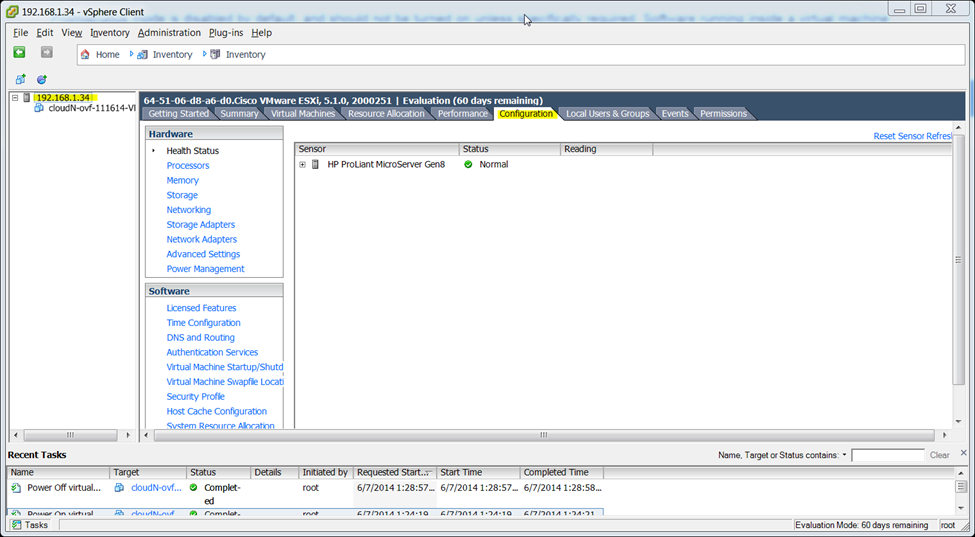 192.168.1.34 - vSphere Client
File Edit View Inventory Administration Plug-ins Help
Home Inventory Inventory
192.168.1.34
cloudN-ovf-111614-VI
64-51-06-d8-a6-d0.Cisco VMware ESXi, 5.1.0, 2000251 | Evaluation (60 days remaining)
Getting Started Summary Virtual Machines Resource Allocation Performance Configuration Local Users & Groups Events Permissions
Hardware
Health Status
Processors
Memory
Storage
Networking
Storage Adapters
Network Adapters
Advanced Settings
Power Management
Software
Licensed Features
Time Configuration
DNS and Routing
Authentication Services
Virtual Machine Startup/Shutd
Virtual Machine Swapfile Locati
Security Profile
Host Cache Configuration
System Resource Allocation
Reset Sensor Refresh
Sensor Status Reading
HP ProLiant MicroServer Gen8 Normal
Recent Tasks
Name, Target or Status contains: Clear
Name Target Status Details Initiated by Requested Start... Start Time Completed Time
Power Off virtual... cloudN-ovf... Complet-
ed
root 6/7/2014 1:28:57... 6/7/2014 1:28:57... 6/7/2014 1:28:58...
Power On virtual cloudN-ovf Complet- root 6/7/2014 1:24:19 6/7/2014 1:24:19 6/7/2014 1:24:21
Tasks Evaluation Mode: 60 days remaining root